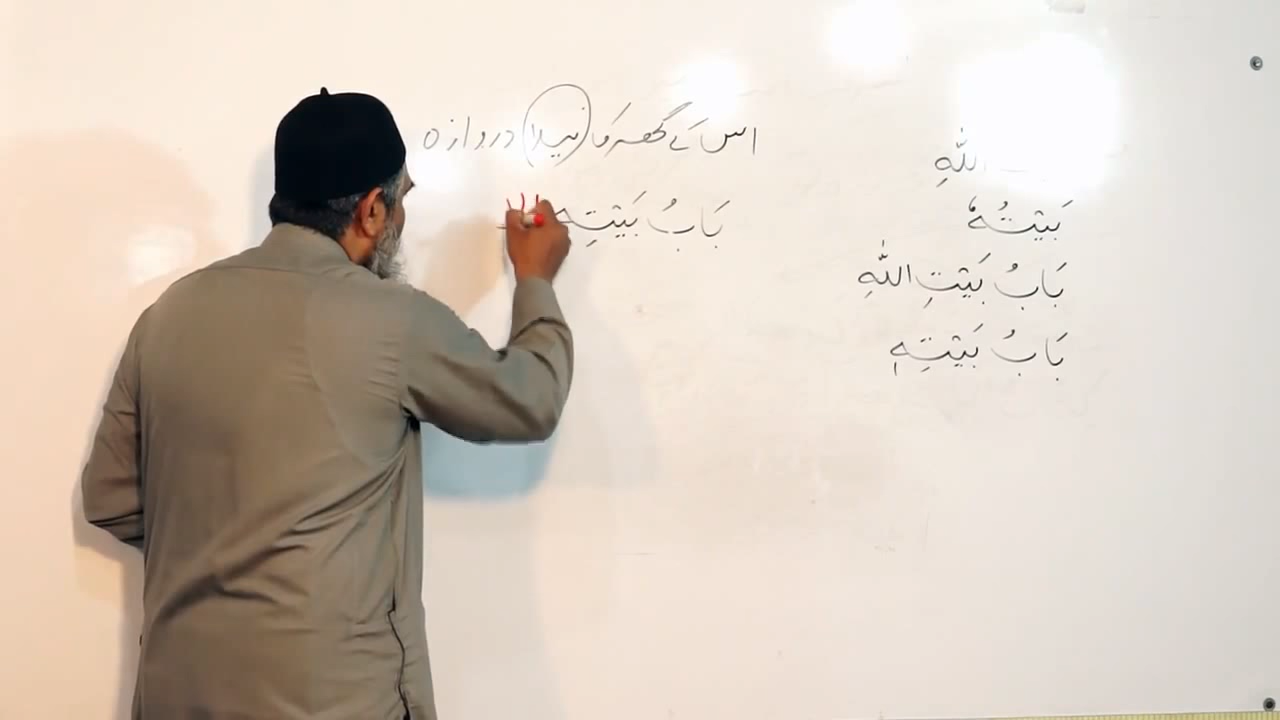 اللّٰہِ
بَیْتُہٗ
بَابُ بَیْتِ اللّٰہِ
بَابُ بَیْتِہٖ
اس کے گھر کا نیلا دروازہ
بَابُ بَیْتِہٖ